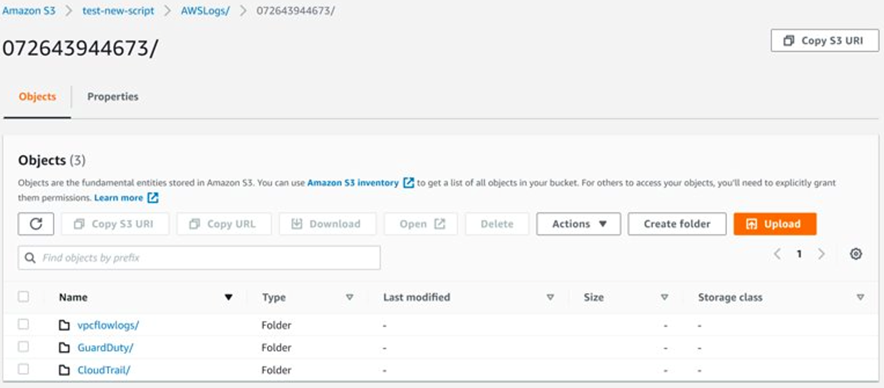 Amazon S3 > test-new-script > AWSLogs/ > 072643944673/
072643944673/
Copy S3 URI
Objects Properties
Objects (3)
Objects are the fundamental entities stored in Amazon S3. You can use Amazon S3 inventory to get a list of all objects in your bucket. For others to access your objects, you'll need to explicitly grant
them permissions. Learn more
Copy S3 URI Copy URL Download Open Delete Actions Create folder Upload
Find objects by prefix
< 1 >
Name Type Last modified Size Storage class
vpcflowlogs/ Folder - - -
GuardDuty/ Folder - - -
CloudTrail/ Folder - - -